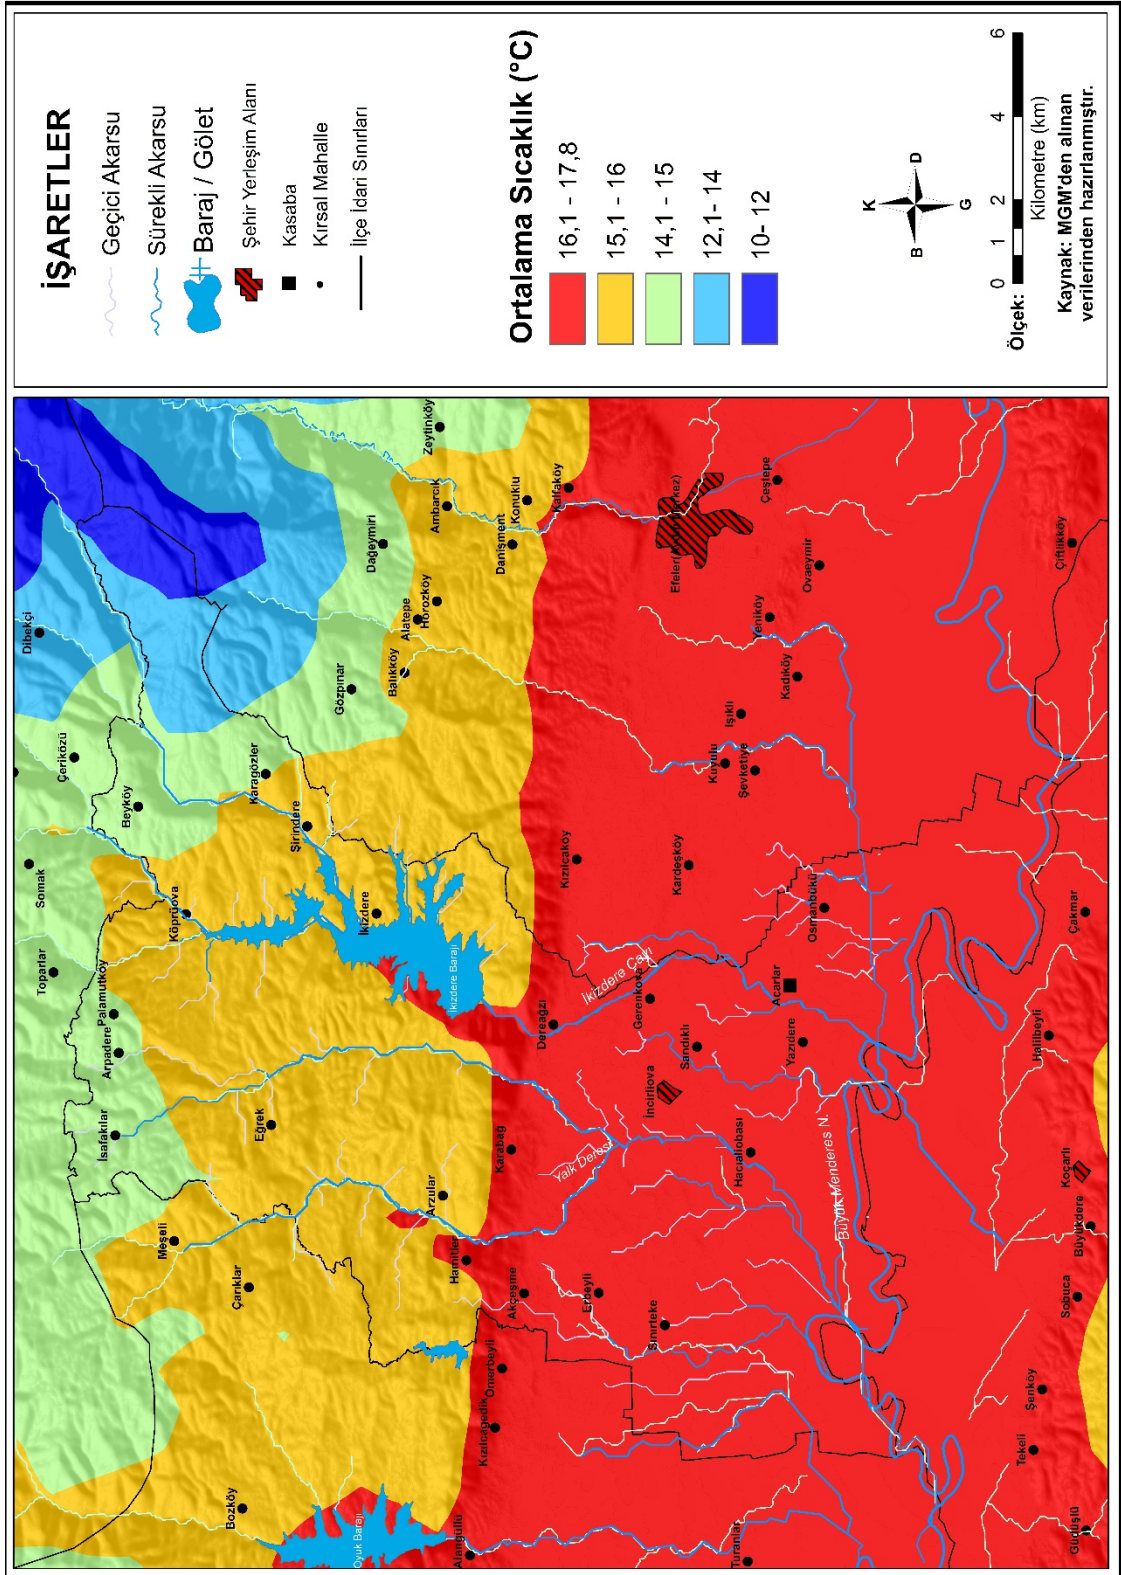 İŞARETLER
Geçici Akarsu
Sürekli Akarsu
Baraj / Gölet
Şehir Yerleşim Alanı
Kasaba
Kırsal Mahalle
İlçe İdari Sınırları
Ortalama Sıcaklık (°C)
16,1 - 17,8
15,1 - 16
14,1 - 15
12,1- 14
10- 12
K
B
D
G
Ölçek:
0
1
2
4
6
Kilometre (km)
Kaynak: MGM'den alınan
verilerinden hazırlanmıştır.
Dibekçi
Zeytinköy
Ambarcık
Konuklu
Kalfaköy
Danişment
Dağeymiri
Horozköy
Alatepe
Balıkköy
Gözpınar
Çeriközü
Beyköy
Karagözler
Şirindere
Somak
Köprüova
İkizdere
İkizdere Barajı
Toparlar
Palamutköy
Arpadere
İsafakılar
Eğrek
Arzular
Meşeli
Çarıklar
Hamitler
Bozköy
Oyuk Barajı
Alangüllü
Kızılcagedik
Ömerbeyli
Akçeşme
Erbeyli
Sınırteke
Karabağ
Yalk Deresi
Dereağzı
İkizdere Çayı
Gerenkova
Sandıklı
İncirliova
Hacıaliobası
Yazıdere
Acarlar
Osmanbükü
Kızılcaköy
Kardeşköy
Kuyulu
Şevketiye
Işıklı
Kadıköy
Yeniköy
Ovaeymir
Çeştepe
Çiftlikköy
Büyük Menderes N.
Çakmar
Halilbeyli
Koçarlı
Büyükdere
Sobuca
Şenköy
Tekeli
Güdüşlü
Turanlar